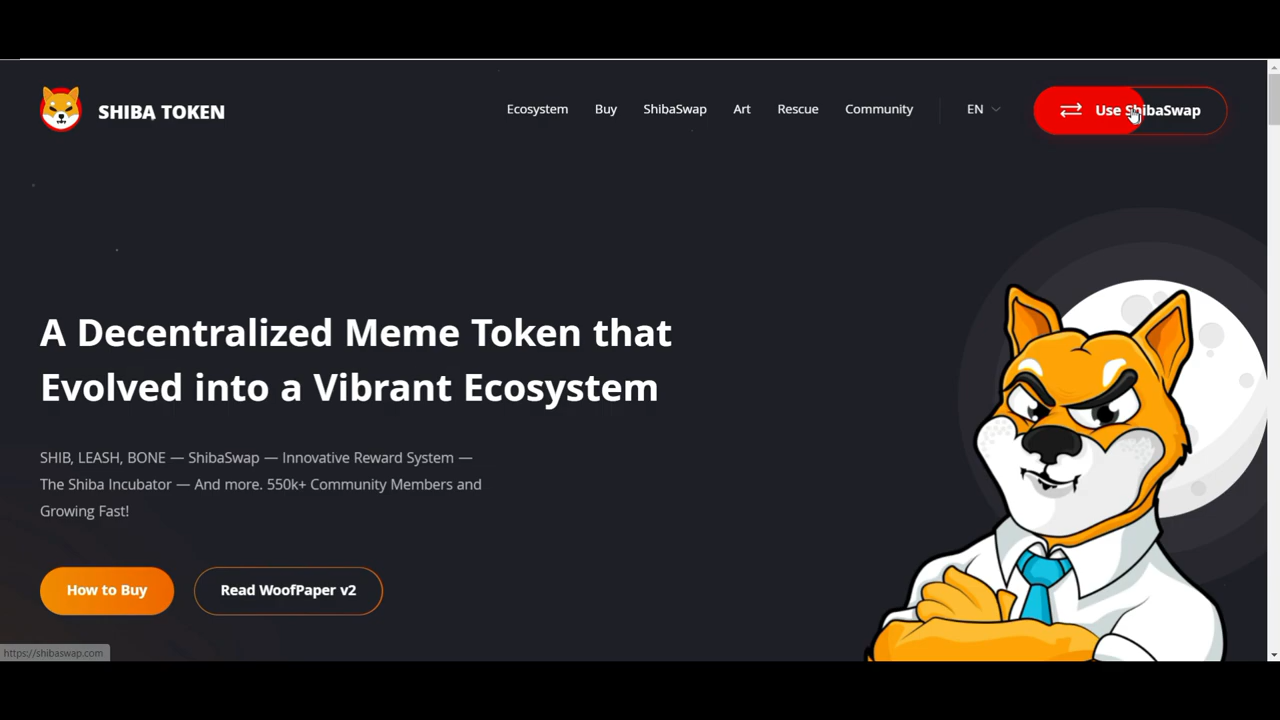 SHIBA TOKEN
Ecosystem
Buy
ShibaSwap
Art
Rescue
Community
EN
Use ShibaSwap
A Decentralized Meme Token that
Evolved into a Vibrant Ecosystem
SHIB, LEASH, BONE — ShibaSwap — Innovative Reward System —
The Shiba Incubator — And more. 550k+ Community Members and
Growing Fast!
How to Buy
Read WoofPaper v2
https://shibaswap.com